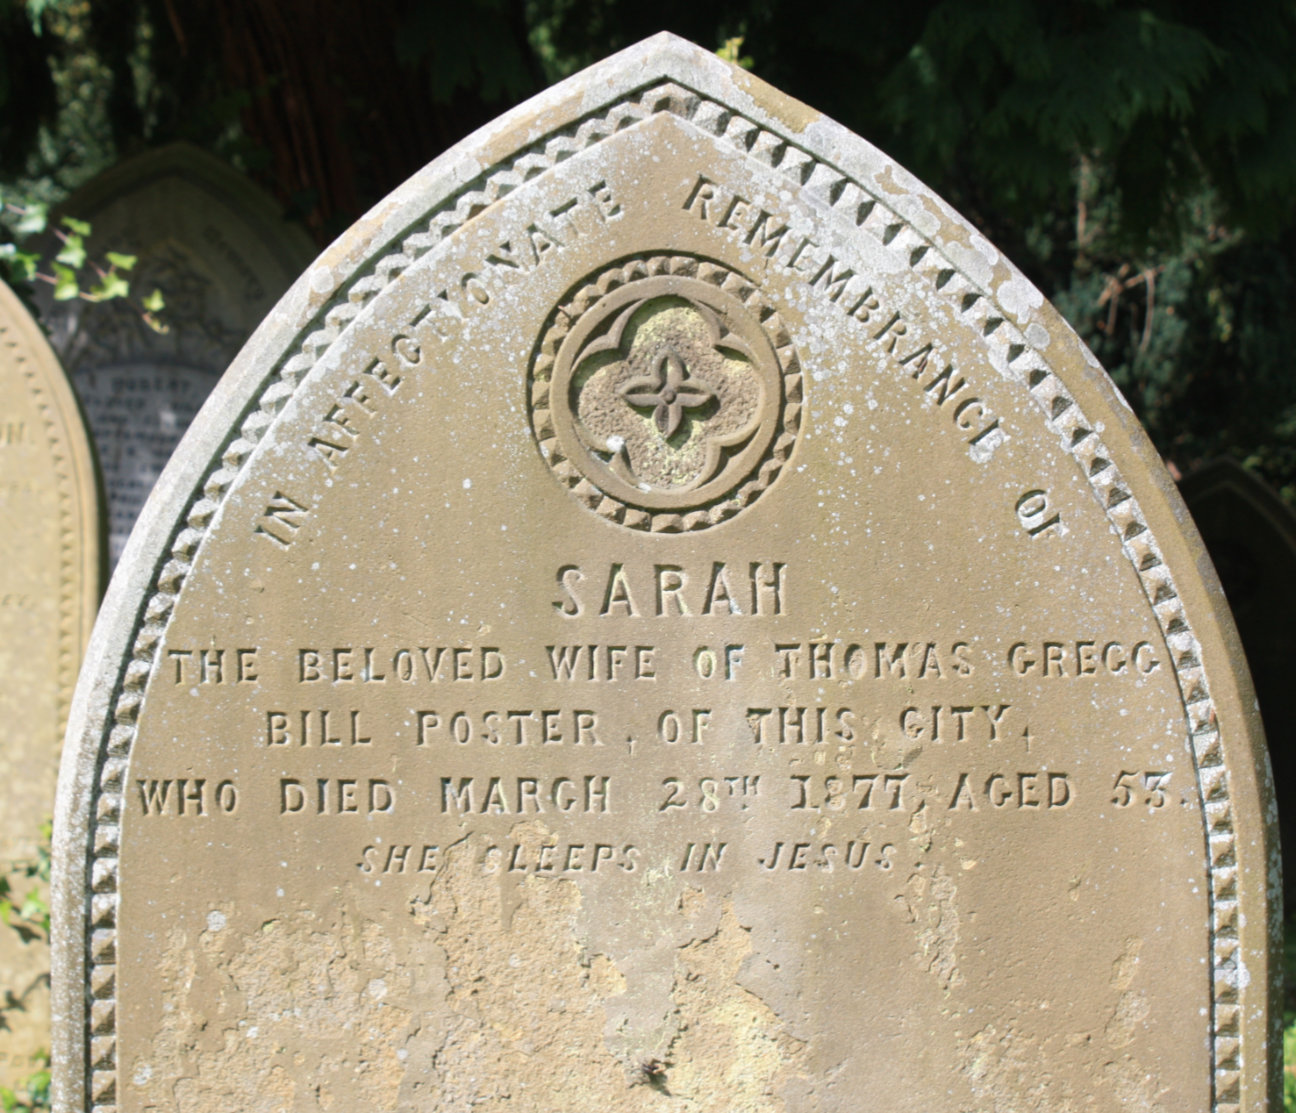 IN AFFECTIONATE REMEMBRANCE OF
SARAH
THE BELOVED WIFE OF THOMAS GREGG
BILL POSTER, OF THIS CITY,
WHO DIED MARCH 28TH 1877, AGED 53.
SHE SLEEPS IN JESUS.